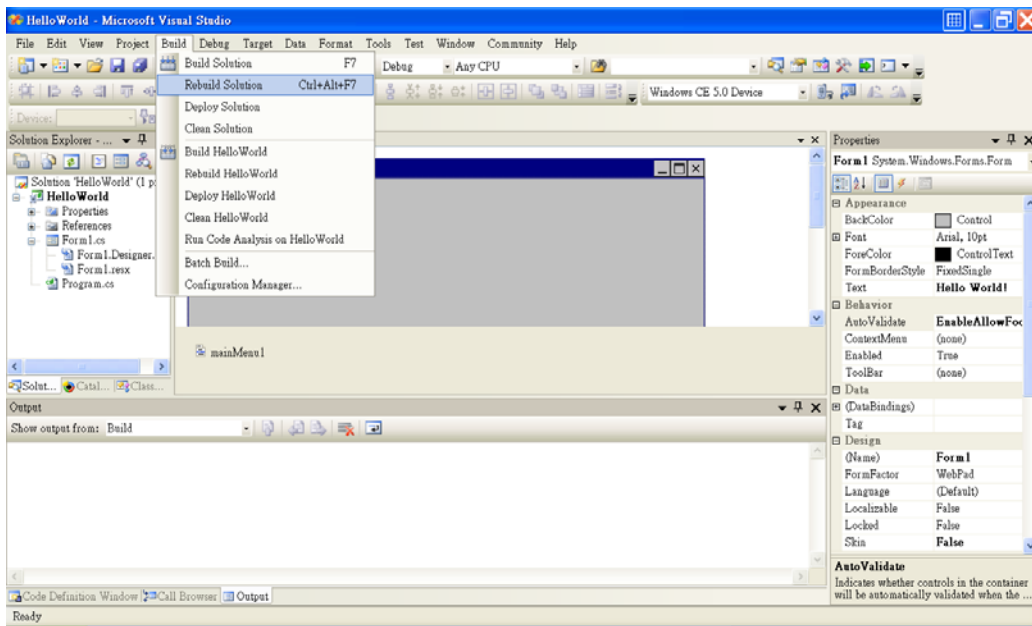 HelloWorld - Microsoft Visual Studio
File Edit View Project Build Debug Target Data Format Tools Test Window Community Help
Build Solution F7
Debug Any CPU
Rebuild Solution Ctrl+Alt+F7
Windows CE 5.0 Device
Deploy Solution
Device:
Clean Solution
Build HelloWorld
Rebuild HelloWorld
Deploy HelloWorld
Clean HelloWorld
Run Code Analysis on HelloWorld
Batch Build...
Configuration Manager...
Solution Explorer - ...
Solution 'HelloWorld' (1 p
HelloWorld
Properties
References
Form1.cs
Form1.Designer.
Form1.resx
Program.cs
Solut... Catal... Class...
mainMenu1
Output
Show output from: Build
Code Definition Window Call Browser Output
Ready
Properties
Form1 System.Windows.Forms.Form
Appearance
BackColor Control
Font Arial, 10pt
ForeColor ControlText
FormBorderStyle FixedSingle
Text Hello World!
Behavior
AutoValidate EnableAllowFoc
ContextMenu (none)
Enabled True
ToolBar (none)
Data
(DataBindings)
Tag
Design
(Name) Form1
FormFactor WebPad
Language (Default)
Localizable False
Locked False
Skin False
AutoValidate
Indicates whether controls in the container
will be automatically validated when the ...